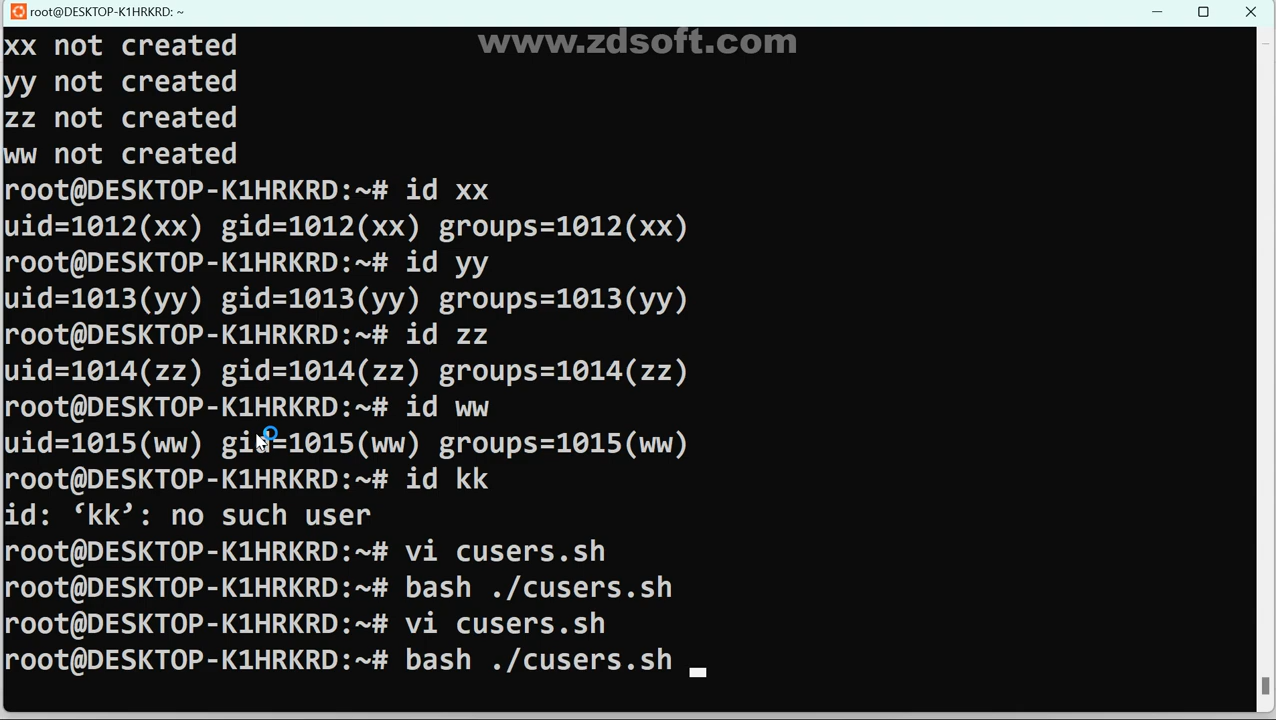 root@DESKTOP-K1HRKRD: ~
www.zdsoft.com
xx not created
yy not created
zz not created
ww not created
root@DESKTOP-K1HRKRD:~# id xx
uid=1012(xx) gid=1012(xx) groups=1012(xx)
root@DESKTOP-K1HRKRD:~# id yy
uid=1013(yy) gid=1013(yy) groups=1013(yy)
root@DESKTOP-K1HRKRD:~# id zz
uid=1014(zz) gid=1014(zz) groups=1014(zz)
root@DESKTOP-K1HRKRD:~# id ww
uid=1015(ww) gid=1015(ww) groups=1015(ww)
root@DESKTOP-K1HRKRD:~# id kk
id: ‘kk’: no such user
root@DESKTOP-K1HRKRD:~# vi cusers.sh
root@DESKTOP-K1HRKRD:~# bash ./cusers.sh
root@DESKTOP-K1HRKRD:~# vi cusers.sh
root@DESKTOP-K1HRKRD:~# bash ./cusers.sh